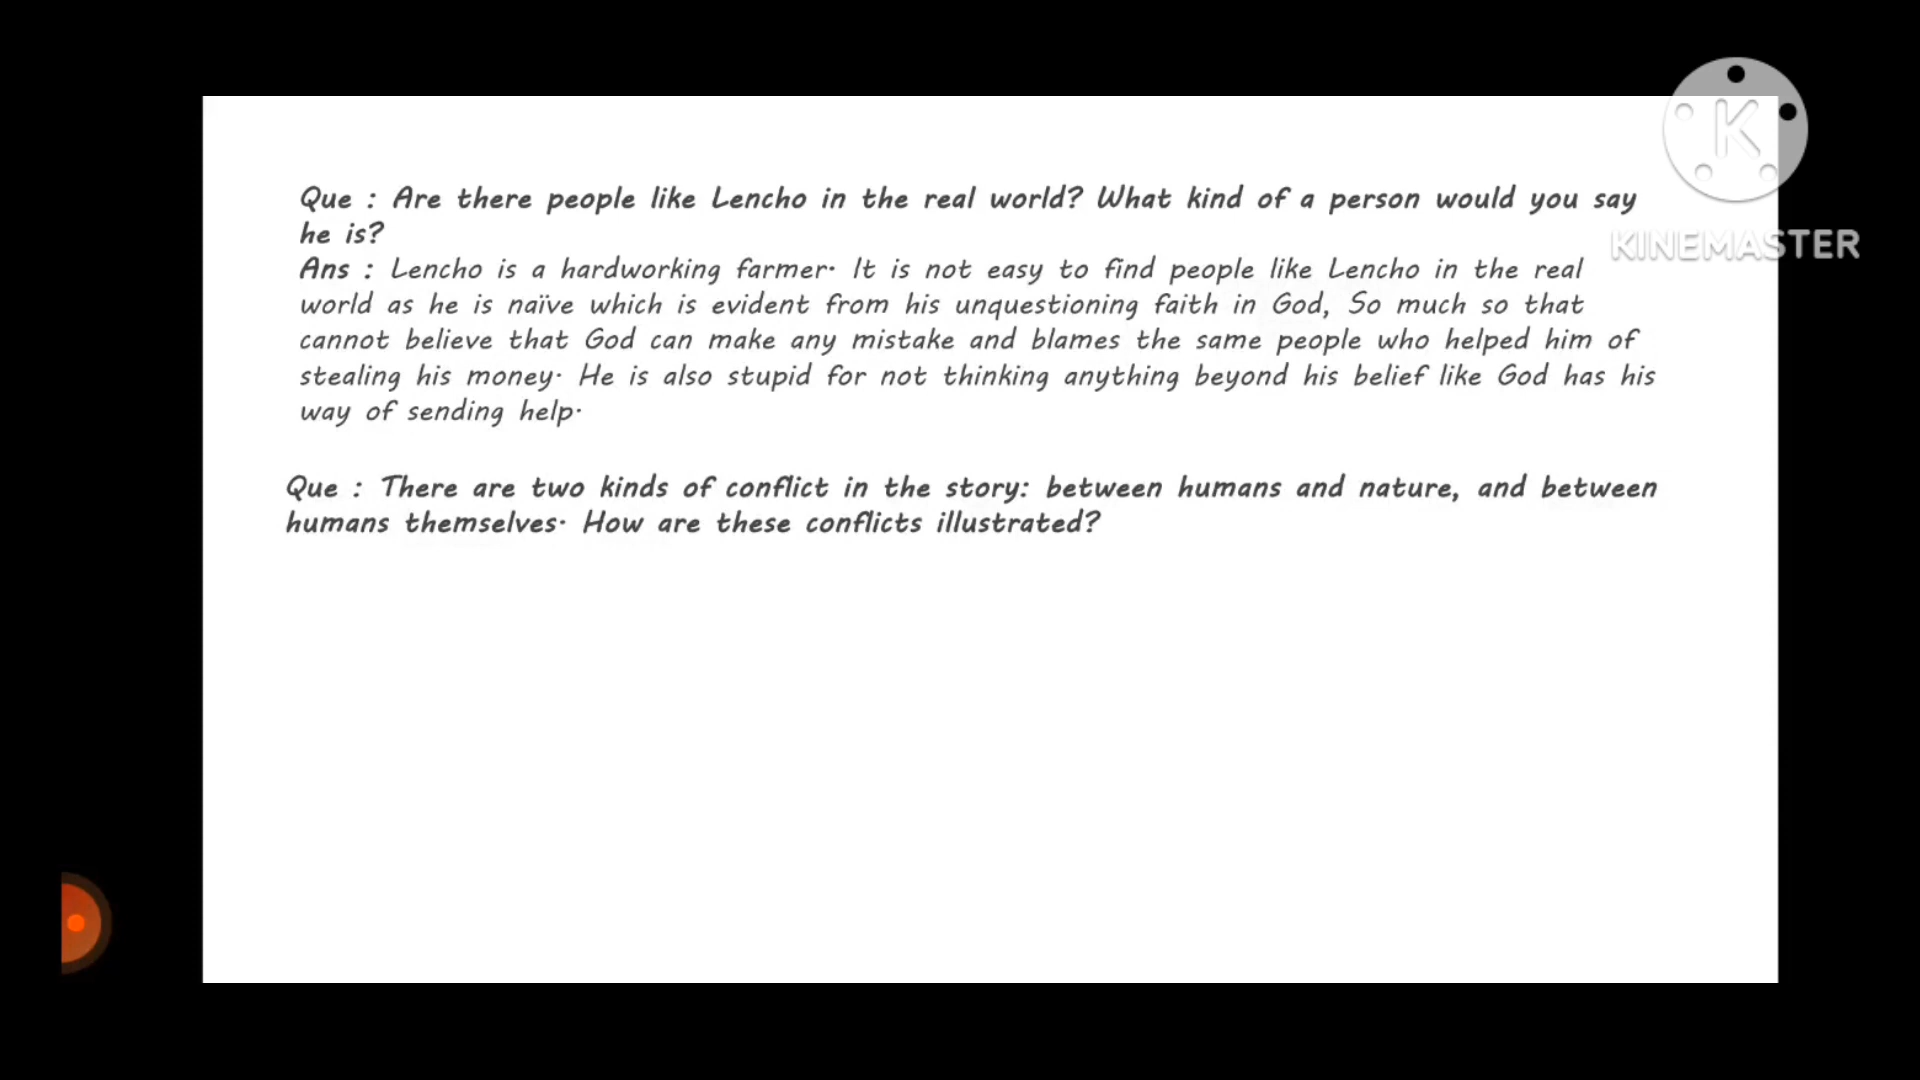 Que : Are there people like Lencho in the real world? What kind of a person would you say
he is?
Ans : Lencho is a hardworking farmer. It is not easy to find people like Lencho in the real
world as he is naïve which is evident from his unquestioning faith in God, So much so that
cannot believe that God can make any mistake and blames the same people who helped him of
stealing his money. He is also stupid for not thinking anything beyond his belief like God has his
way of sending help.
Que : There are two kinds of conflict in the story: between humans and nature, and between
humans themselves. How are these conflicts illustrated?
K
KINEMASTER